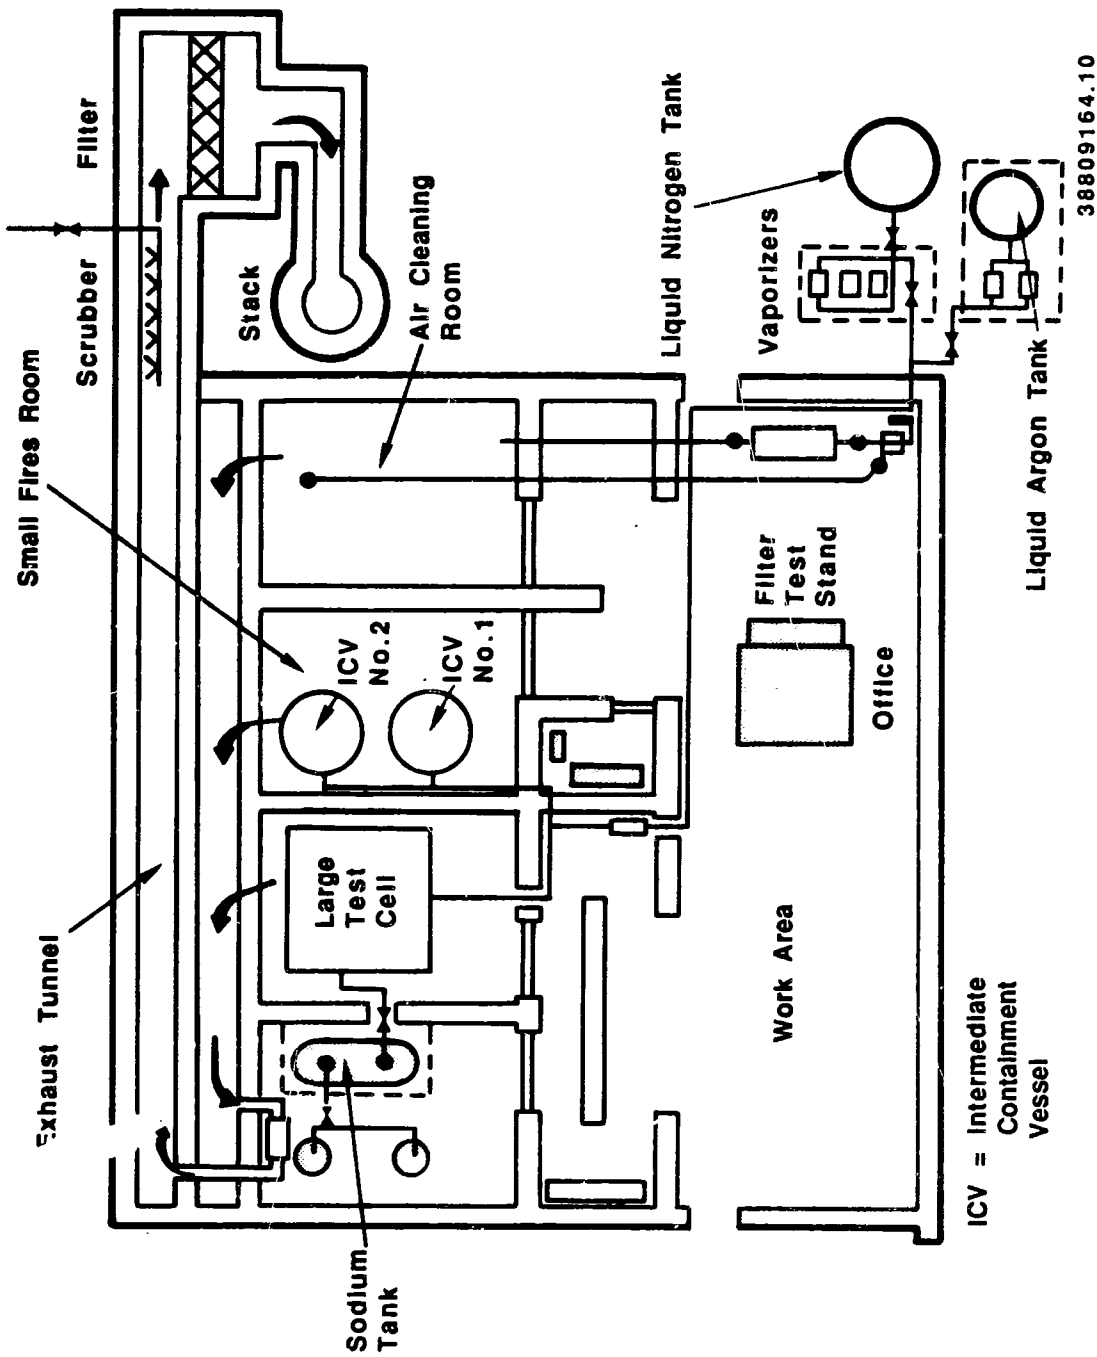 Small Fires Room
Exhaust Tunnel
Scrubber
Filter
Stack
Large
Test
Cell
Sodium
Tank
ICV
No.2
ICV
No.1
Air Cleaning
Room
Liquid Nitrogen Tank
Vaporizers
Filter
Test
Stand
Work Area
Office
ICV = Intermediate
Containment
Vessel
Liquid Argon Tank
38809164.10